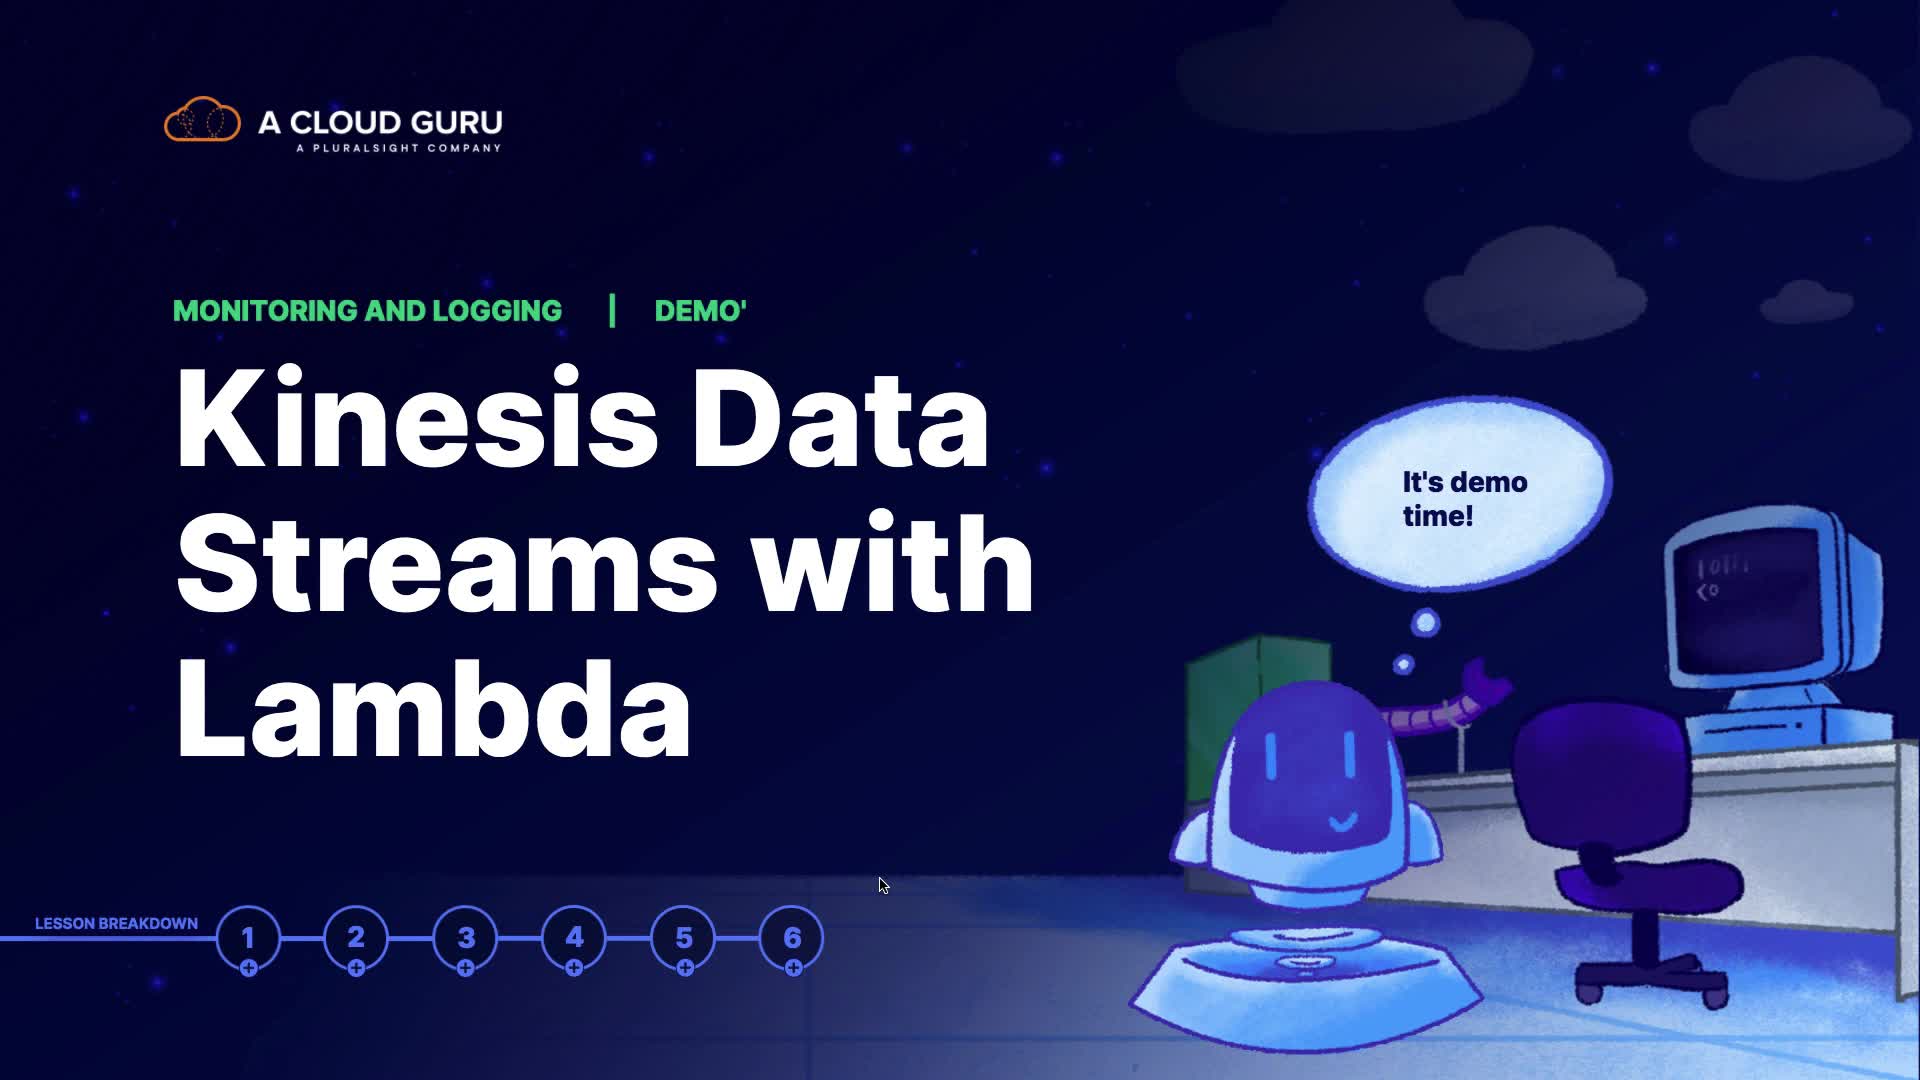 A CLOUD GURU
A PLURALSIGHT COMPANY
MONITORING AND LOGGING | DEMO'
Kinesis Data
Streams with
Lambda
It's demo
time!
LESSON BREAKDOWN
1 2 3 4 5 6